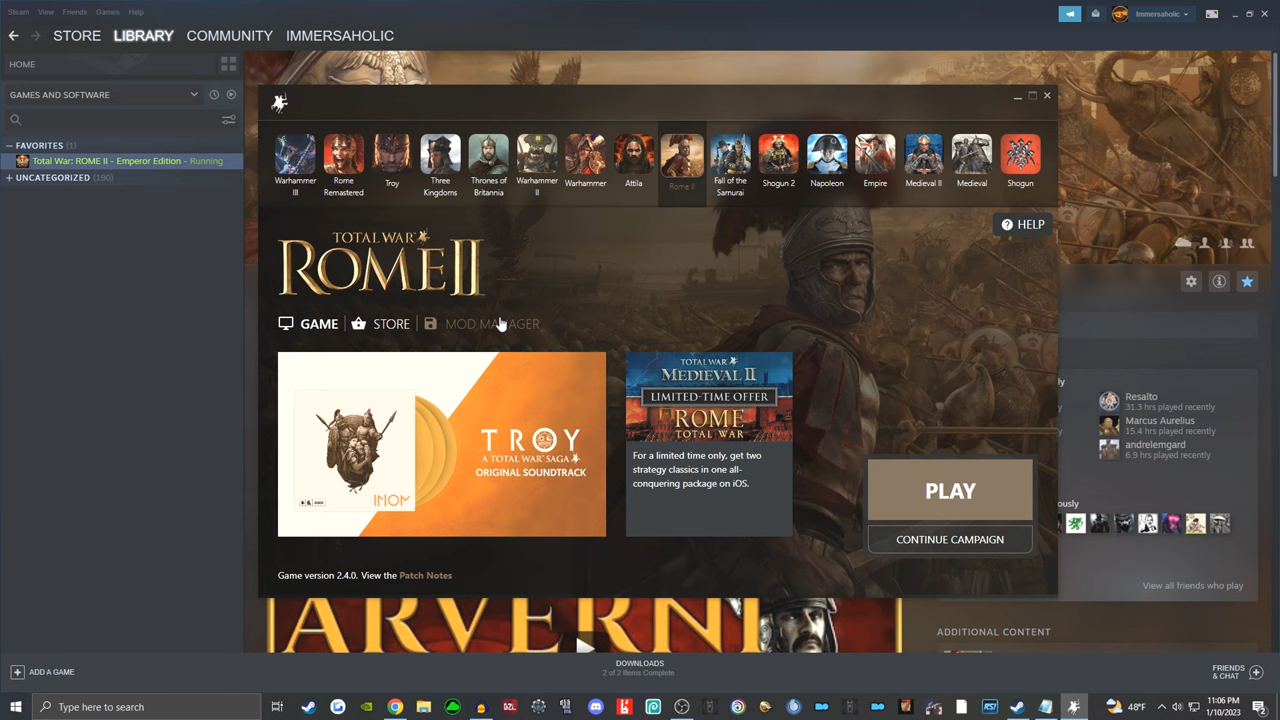 Steam View Friends Games Help
Immersaholic
STORE LIBRARY COMMUNITY IMMERSAHOLIC
HOME
GAMES AND SOFTWARE
FAVORITES (1)
Total War: ROME II - Emperor Edition - Running
UNCATEGORIZED (190)
Warhammer III
Rome Remastered
Troy
Three Kingdoms
Thrones of Britannia
Warhammer II
Warhammer
Attila
Rome II
Fall of the Samurai
Shogun 2
Napoleon
Empire
Medieval II
Medieval
Shogun
HELP
TOTAL WAR
ROME II
GAME STORE MOD MANAGER
TROY
A TOTAL WAR SAGA
ORIGINAL SOUNDTRACK
TOTAL WAR
MEDIEVAL II
LIMITED-TIME OFFER
ROME
TOTAL WAR
For a limited time only, get two
strategy classics in one all-
conquering package on iOS.
PLAY
CONTINUE CAMPAIGN
Game version 2.4.0. View the Patch Notes
Resalto
31.3 hrs played recently
Marcus Aurelius
15.4 hrs played recently
andrelemgard
6.9 hrs played recently
View all friends who play
ARVERNI
ADDITIONAL CONTENT
ADD A GAME
DOWNLOADS
2 of 2 Items Complete
FRIENDS
& CHAT
Type here to search
48°F
11:06 PM
1/10/2023
2